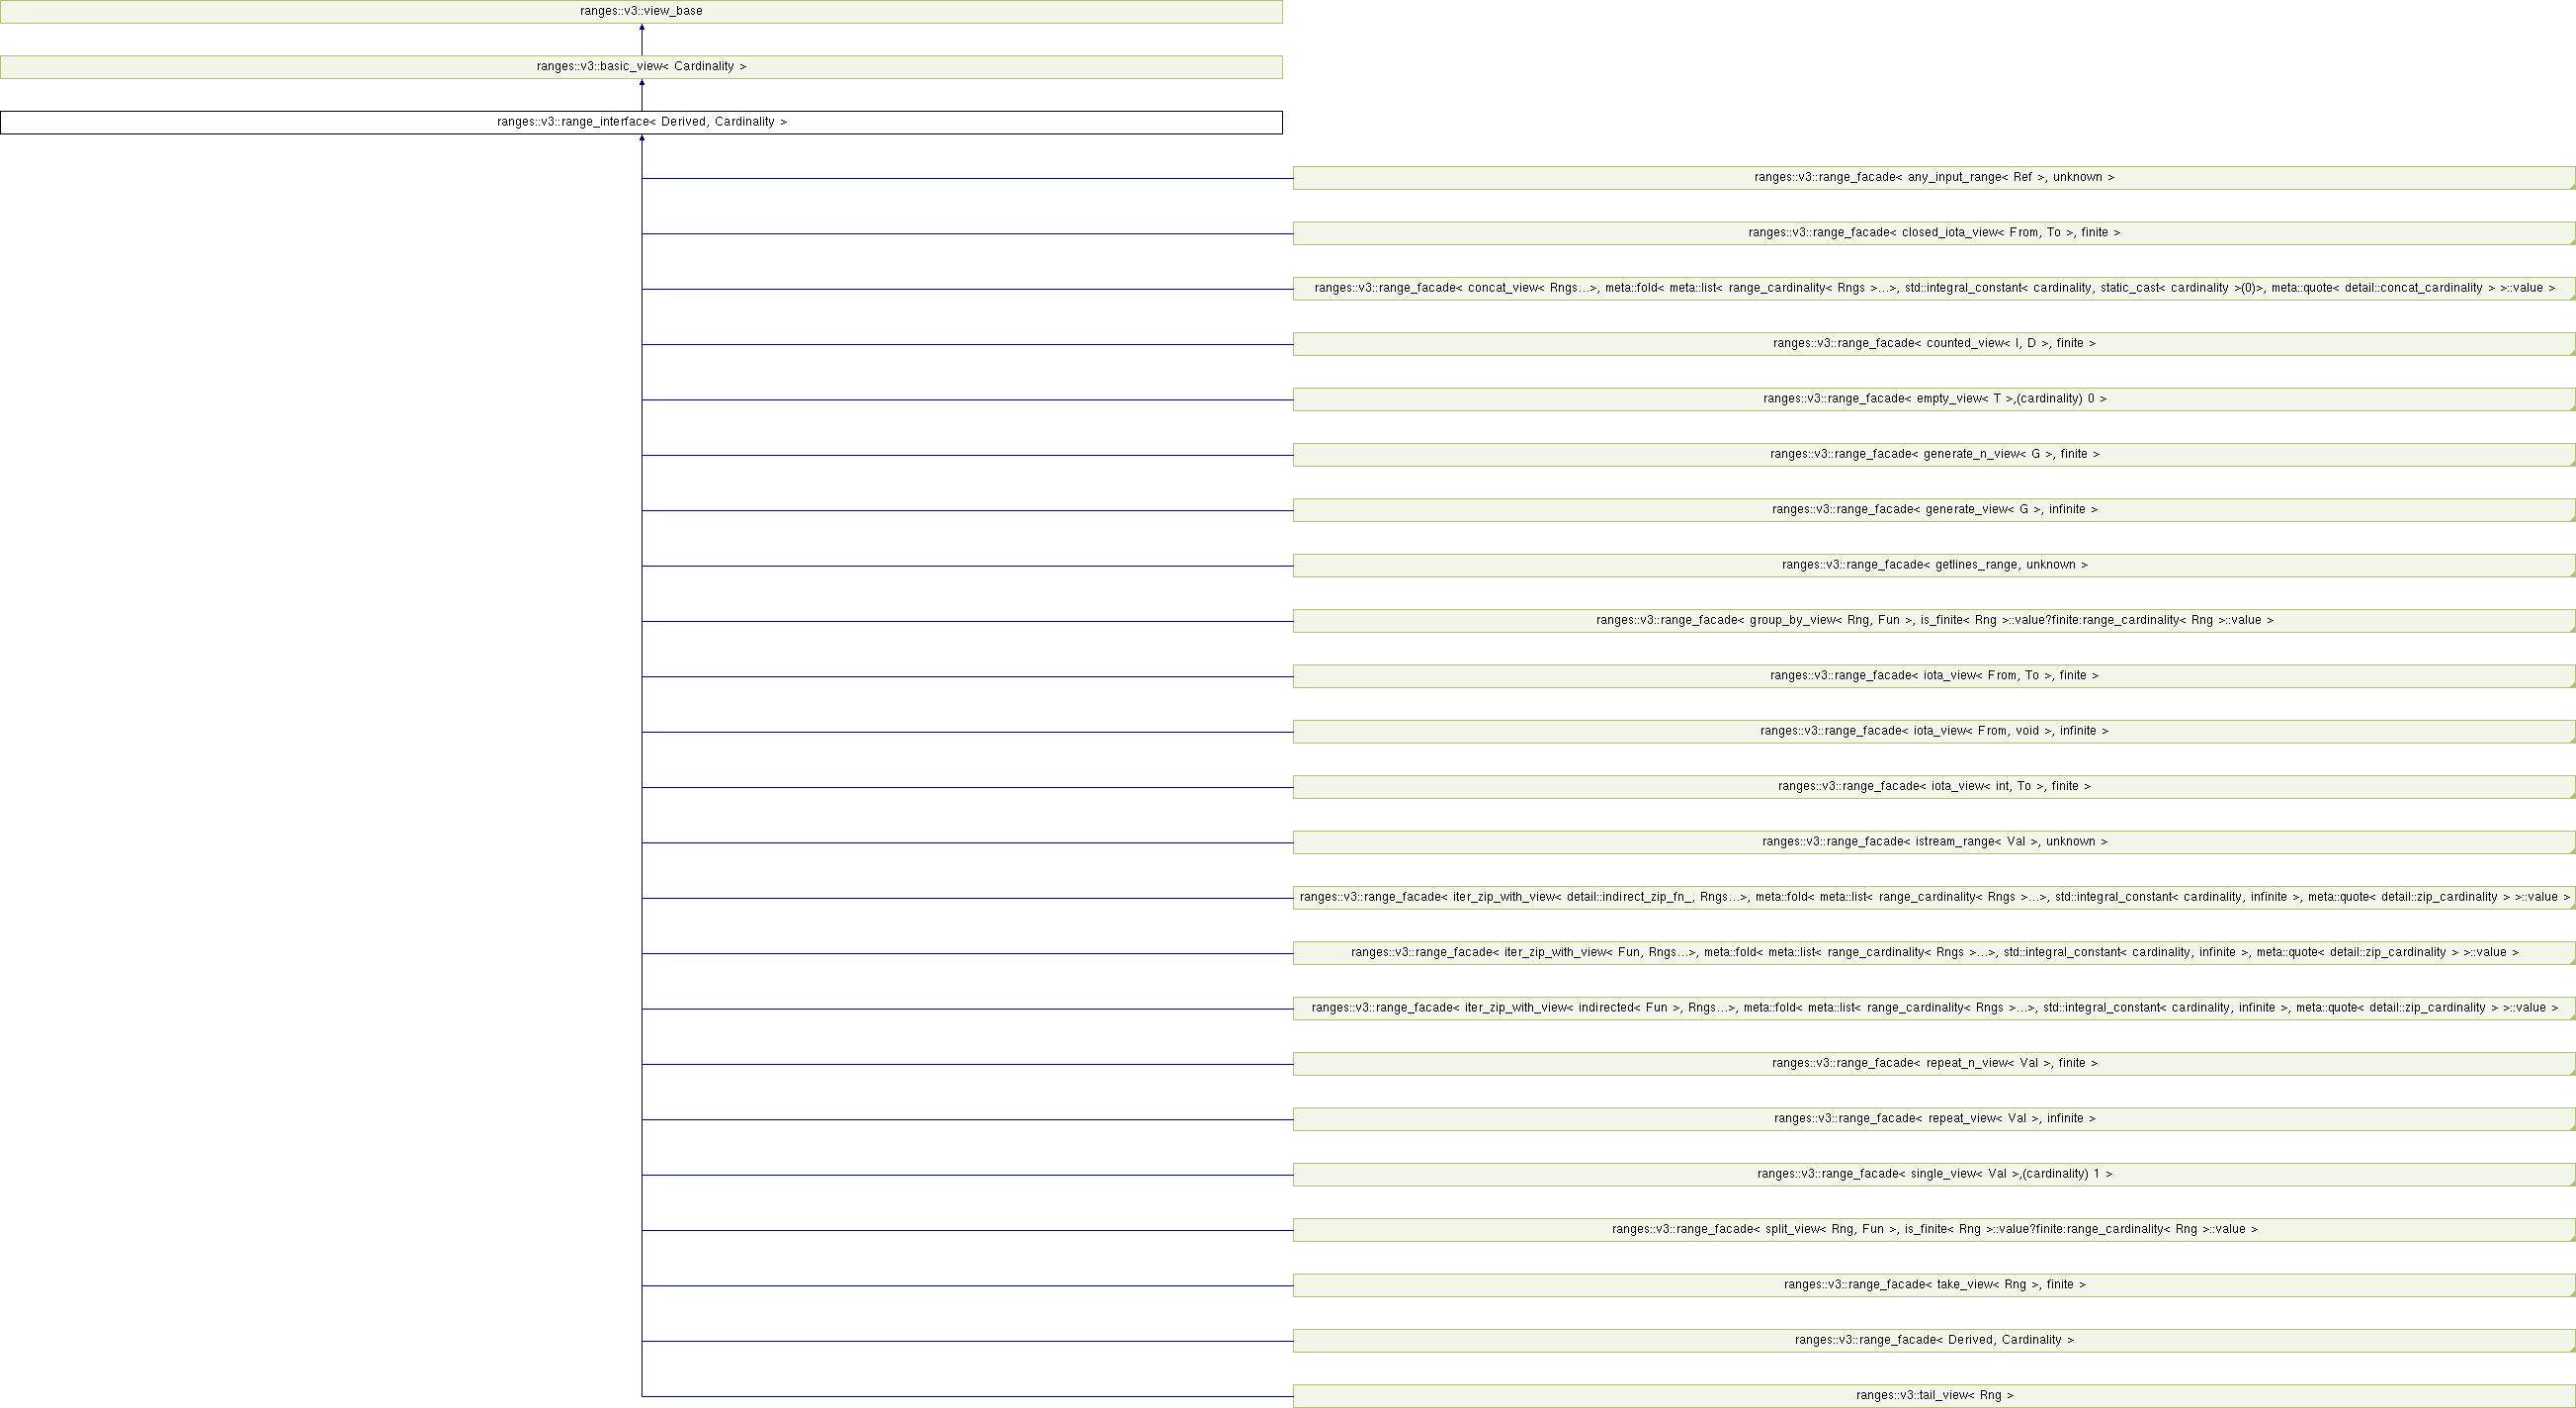 ranges::v3::view_base
ranges::v3::basic_view< Cardinality >
ranges::v3::range_interface< Derived, Cardinality >
ranges::v3::range_facade< any_input_range< Ref >, unknown >
ranges::v3::range_facade< closed_iota_view< From, To >, finite >
ranges::v3::range_facade< concat_view< Rngs...>, meta::fold< meta::list< range_cardinality< Rngs >...>, std::integral_constant< cardinality, static_cast< cardinality >(0)>, meta::quote< detail::concat_cardinality > >::value >
ranges::v3::range_facade< counted_view< I, D >, finite >
ranges::v3::range_facade< empty_view< T >,(cardinality) 0 >
ranges::v3::range_facade< generate_n_view< G >, finite >
ranges::v3::range_facade< generate_view< G >, infinite >
ranges::v3::range_facade< getlines_range, unknown >
ranges::v3::range_facade< group_by_view< Rng, Fun >, is_finite< Rng >::value?finite:range_cardinality< Rng >::value >
ranges::v3::range_facade< iota_view< From, To >, finite >
ranges::v3::range_facade< iota_view< From, void >, infinite >
ranges::v3::range_facade< iota_view< int, To >, finite >
ranges::v3::range_facade< istream_range< Val >, unknown >
ranges::v3::range_facade< iter_zip_with_view< detail::indirect_zip_fn_, Rngs...>, meta::fold< meta::list< range_cardinality< Rngs >...>, std::integral_constant< cardinality, infinite >, meta::quote< detail::zip_cardinality > >::value >
ranges::v3::range_facade< iter_zip_with_view< Fun, Rngs...>, meta::fold< meta::list< range_cardinality< Rngs >...>, std::integral_constant< cardinality, infinite >, meta::quote< detail::zip_cardinality > >::value >
ranges::v3::range_facade< iter_zip_with_view< indirected< Fun >, Rngs...>, meta::fold< meta::list< range_cardinality< Rngs >...>, std::integral_constant< cardinality, infinite >, meta::quote< detail::zip_cardinality > >::value >
ranges::v3::range_facade< repeat_n_view< Val >, finite >
ranges::v3::range_facade< repeat_view< Val >, infinite >
ranges::v3::range_facade< single_view< Val >,(cardinality) 1 >
ranges::v3::range_facade< split_view< Rng, Fun >, is_finite< Rng >::value?finite:range_cardinality< Rng >::value >
ranges::v3::range_facade< take_view< Rng >, finite >
ranges::v3::range_facade< Derived, Cardinality >
ranges::v3::tail_view< Rng >